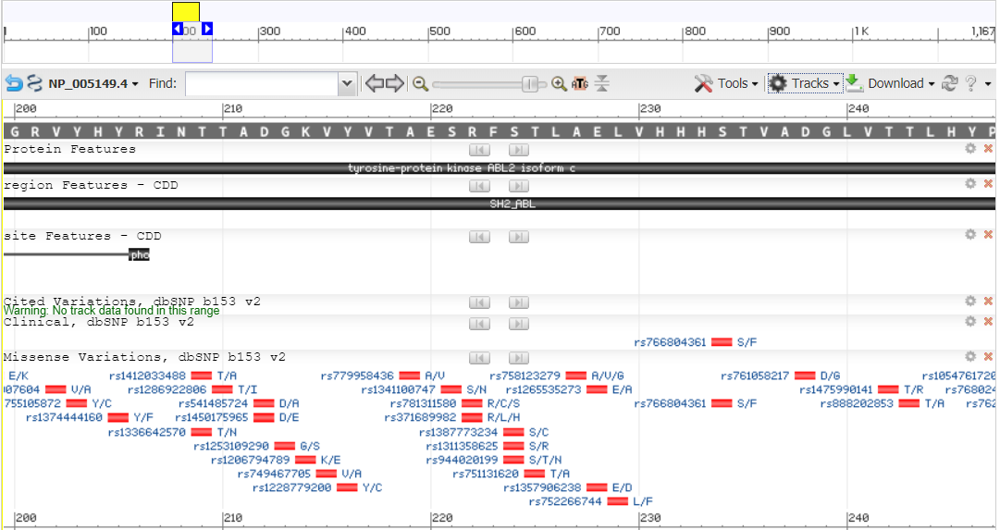 1 100 200 300 400 500 600 700 800 900 1 K 1,167
NP_005149.4 Find: ATG Tools Tracks Download ?
200 210 220 230 240
G R V Y H Y R I N T T A D G K V Y V T A E S R F S T L A E L V H H H S T V A D G L V T T L H Y P
Protein Features
tyrosine-protein kinase ABL2 isoform c
region Features - CDD
SH2_ABL
site Features - CDD
pho
Cited Variations, dbSNP b153 v2
Warning: No track data found in this range
Clinical, dbSNP b153 v2
rs766804361 S/F
Missense Variations, dbSNP b153 v2
E/K rs1412033488 T/A rs779958436 A/V rs758123279 A/V/G rs761058217 D/G rs1054761720
007604 V/A rs1286922806 T/I rs1341100747 S/N rs1265535273 E/A rs1475990141 T/R rs768024
755105872 Y/C rs541485724 D/A rs781311580 R/C/S rs766804361 S/F rs888202853 T/A rs762
rs1374444160 Y/F rs1450175965 D/E rs371689982 R/L/H
rs1336642570 T/N rs1387773234 S/C
rs1253109290 G/S rs1311358625 S/R
rs1206794789 K/E rs944020199 S/T/N
rs749467705 V/A rs751131620 T/A
rs1228779200 Y/C rs1357906238 E/D
rs752266744 L/F
200 210 220 230 240